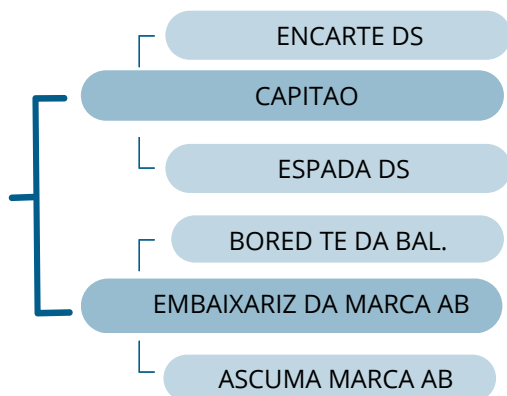 ENCARTE DS
CAPITAO
ESPADA DS
BORED TE DA BAL.
EMBAIXARIZ DA MARCA AB
ASCUMA MARCA AB